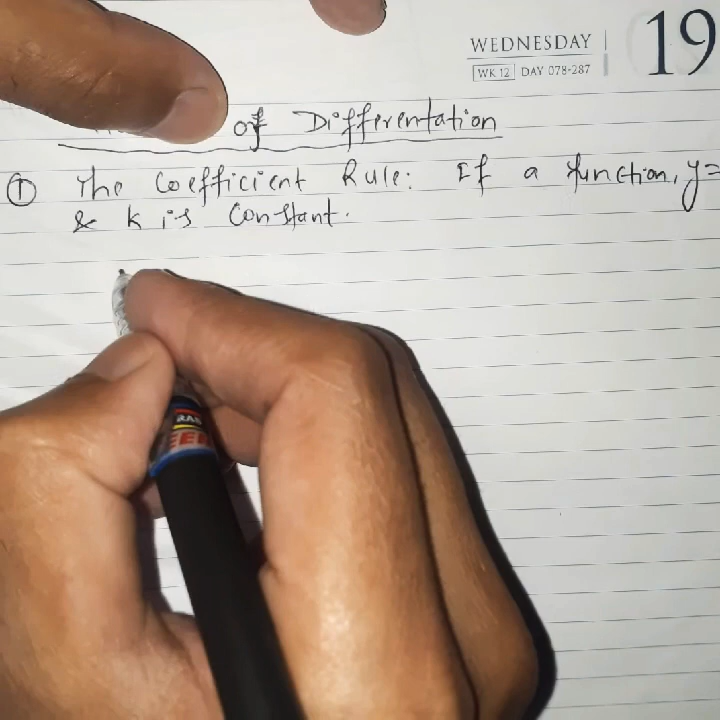 WEDNESDAY 19
WK 12 DAY 078-287
of Differentation
① The Coefficient Rule: If a function, y=
& k is Constant.